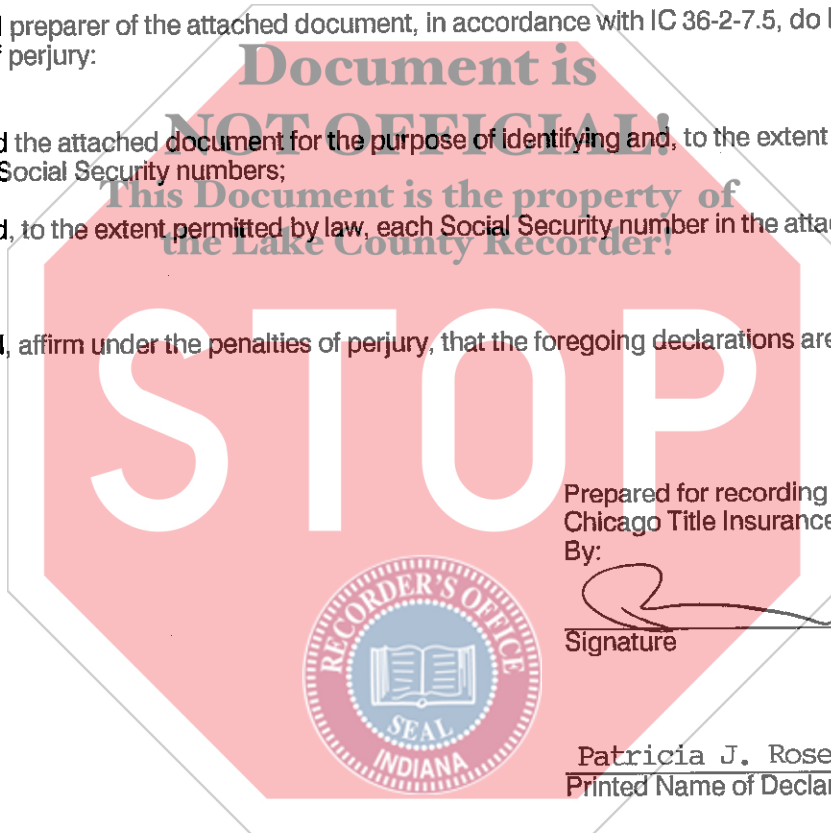 preparer of the attached document, in accordance with IC 36-2-7.5, do
perjury:
Document is
NOT OFFICIAL!
the attached document for the purpose of identifying and, to the extent
Social Security numbers;
This Document is the property of
, to the extent permitted by law, each Social Security number in the
the Lake County Recorder!
, affirm under the penalties of perjury, that the foregoing declarations are
STOP
Prepared for recording
Chicago Title Insurance
By:
Signature
RECORDER'S OFFICE
SEAL
INDIANA
Patricia J. Rose
Printed Name of